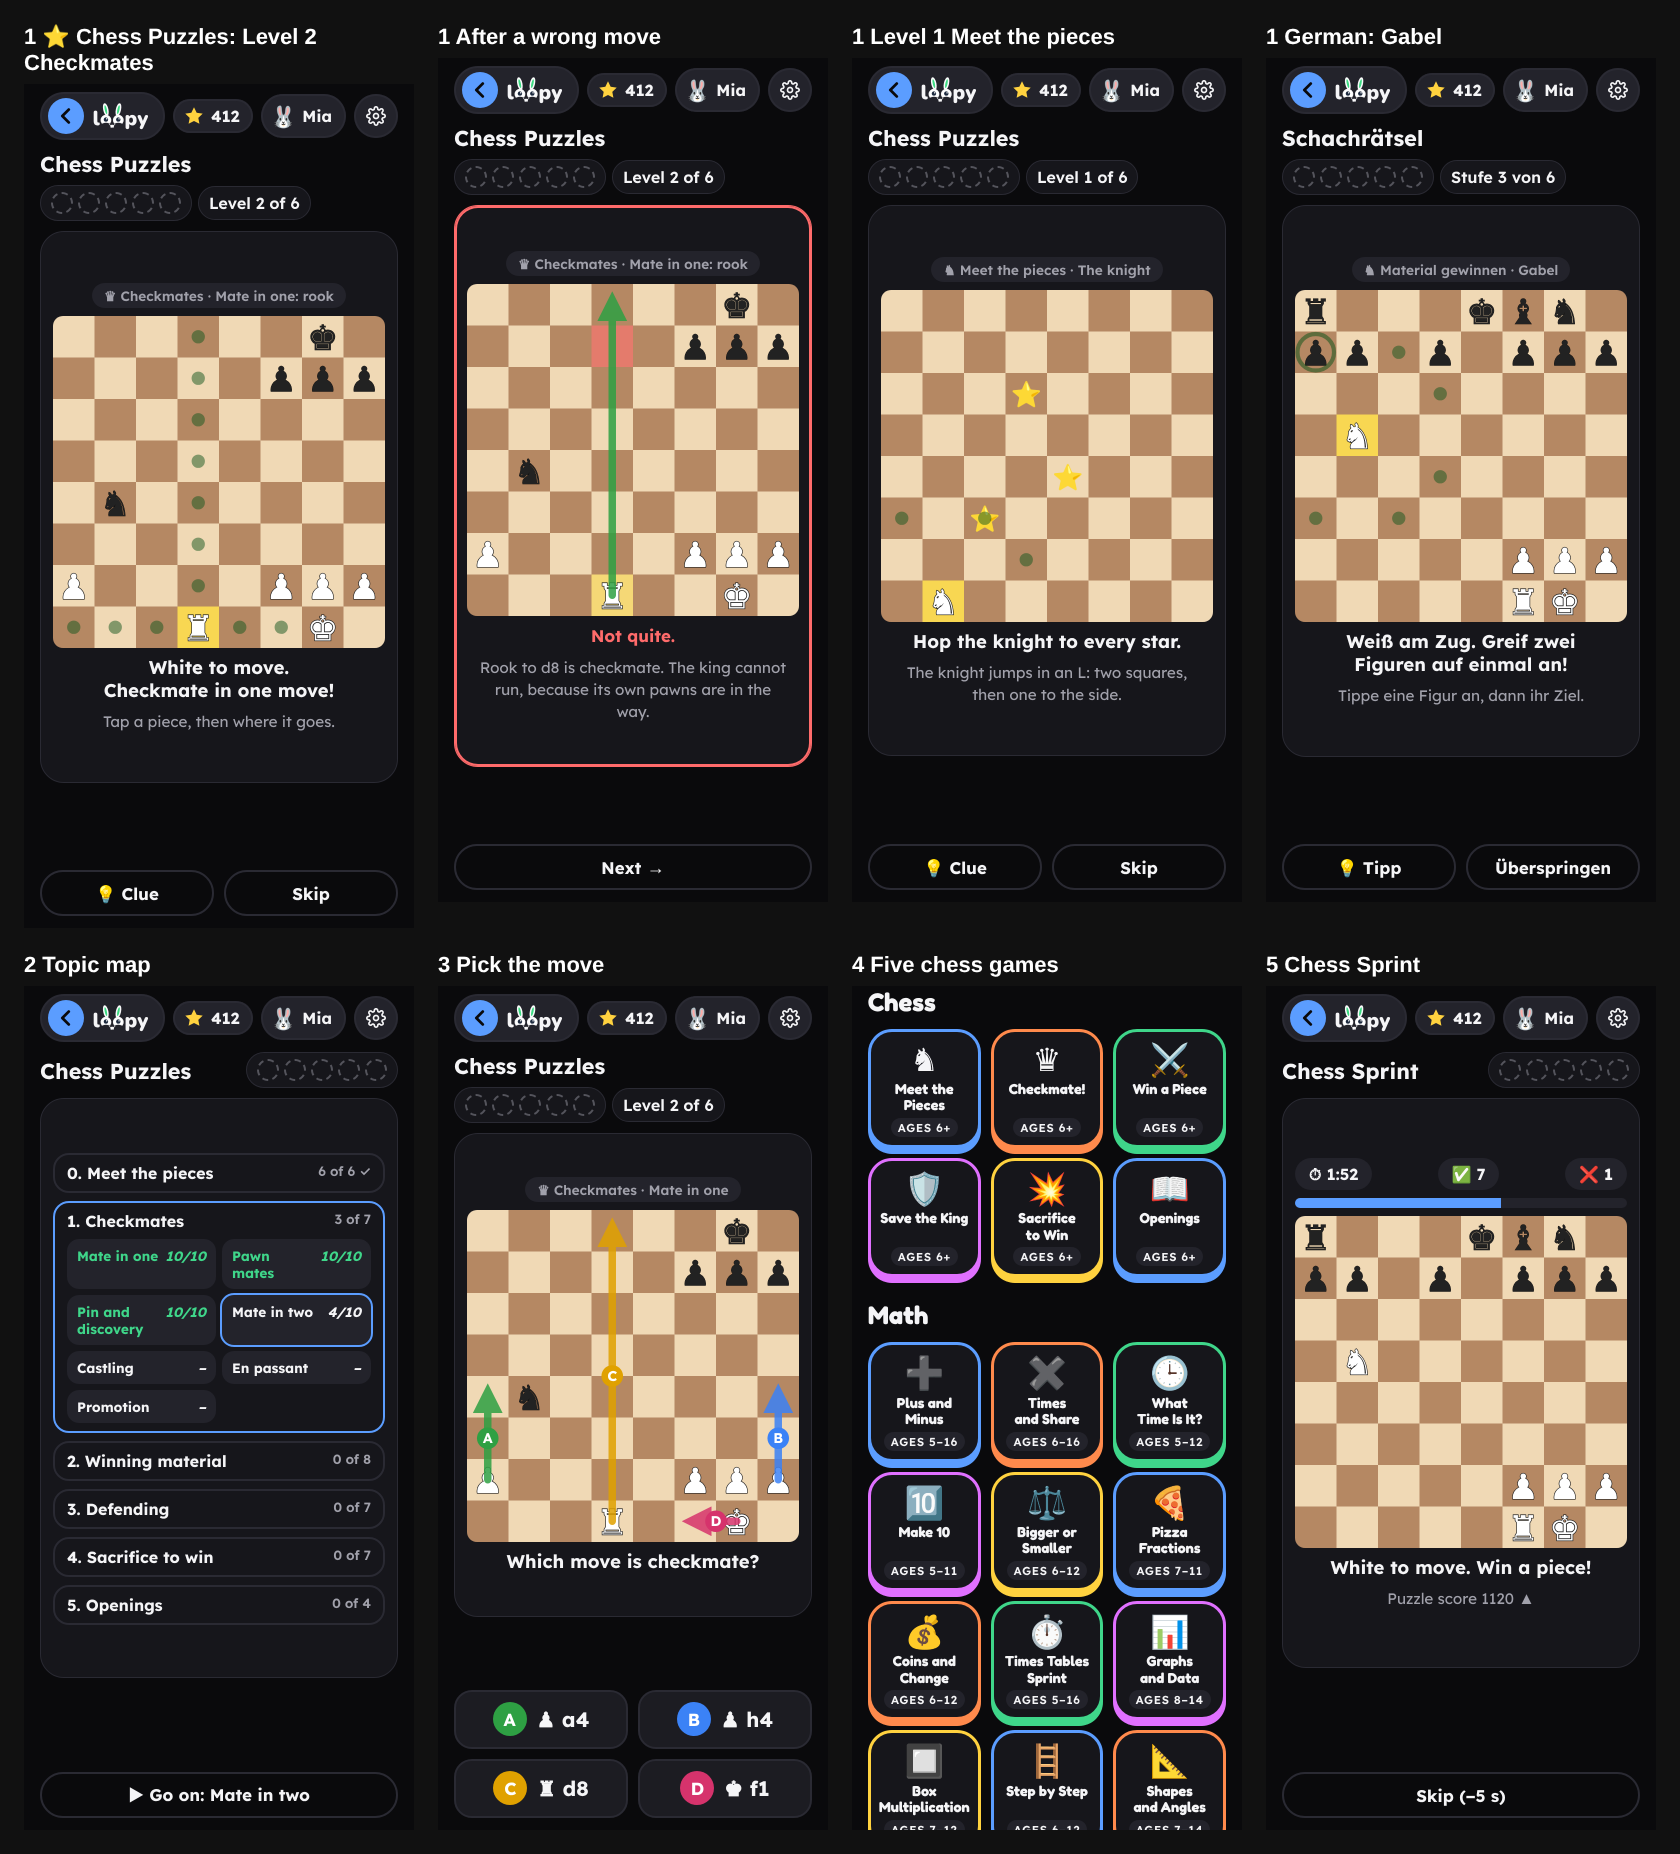 1 ⭐ Chess Puzzles: Level 2
Checkmates
loopy
⭐ 412
Mia
Chess Puzzles
Level 2 of 6
♛ Checkmates · Mate in one: rook
White to move.
Checkmate in one move!
Tap a piece, then where it goes.
💡 Clue
Skip
1 After a wrong move
loopy
⭐ 412
Mia
Chess Puzzles
Level 2 of 6
♛ Checkmates · Mate in one: rook
Not quite.
Rook to d8 is checkmate. The king cannot
run, because its own pawns are in the
way.
Next →
1 Level 1 Meet the pieces
loopy
⭐ 412
Mia
Chess Puzzles
Level 1 of 6
♞ Meet the pieces · The knight
Hop the knight to every star.
The knight jumps in an L: two squares,
then one to the side.
💡 Clue
Skip
1 German: Gabel
loopy
⭐ 412
Mia
Schachrätsel
Stufe 3 von 6
♞ Material gewinnen · Gabel
Weiß am Zug. Greif zwei
Figuren auf einmal an!
Tippe eine Figur an, dann ihr Ziel.
💡 Tipp
Überspringen
2 Topic map
loopy
⭐ 412
Mia
Chess Puzzles
0. Meet the pieces 6 of 6 ✓
1. Checkmates 3 of 7
Mate in one 10/10
Pawn 10/10
mates
Pin and 10/10
discovery
Mate in two 4/10
Castling –
En passant –
Promotion –
2. Winning material 0 of 8
3. Defending 0 of 7
4. Sacrifice to win 0 of 7
5. Openings 0 of 4
▶ Go on: Mate in two
3 Pick the move
loopy
⭐ 412
Mia
Chess Puzzles
Level 2 of 6
♛ Checkmates · Mate in one
C
A
B
D
Which move is checkmate?
A ♟ a4
B ♟ h4
C ♜ d8
D ♚ f1
4 Five chess games
Chess
Meet the
Pieces
AGES 6+
Checkmate!
AGES 6+
Win a Piece
AGES 6+
Save the King
AGES 6+
Sacrifice
to Win
AGES 6+
Openings
AGES 6+
Math
Plus and
Minus
AGES 5–16
Times
and Share
AGES 6–16
What
Time Is It?
AGES 5–12
10
Make 10
AGES 5–11
Bigger or
Smaller
AGES 6–12
Pizza
Fractions
AGES 7–11
Coins and
Change
AGES 6–12
Times Tables
Sprint
AGES 5–16
Graphs
and Data
AGES 8–14
Box
Multiplication
AGES 7–12
Step by Step
AGES 6–12
Shapes
and Angles
AGES 7–14
5 Chess Sprint
loopy
⭐ 412
Mia
Chess Sprint
⏱ 1:52
✅ 7
❌ 1
White to move. Win a piece!
Puzzle score 1120 ▲
Skip (–5 s)